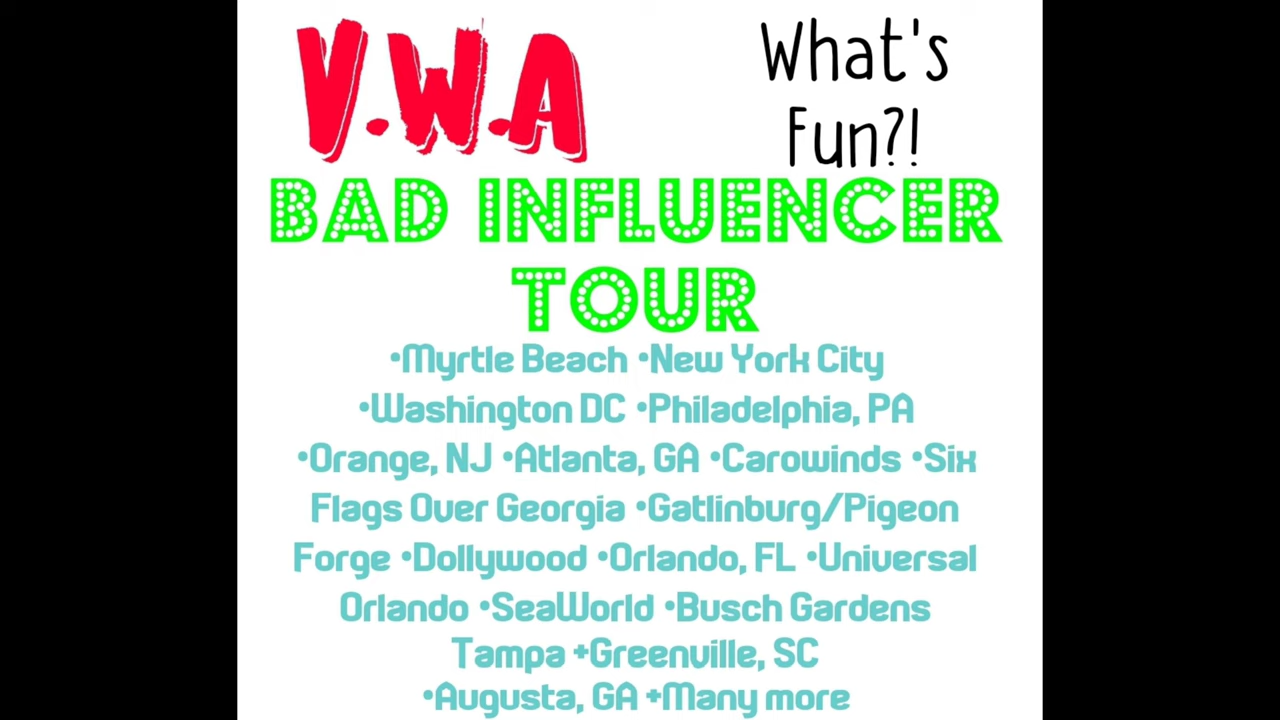 V.W.A
What's
Fun?!
BAD INFLUENCER
TOUR
•Myrtle Beach •New York City
•Washington DC •Philadelphia, PA
•Orange, NJ •Atlanta, GA •Carowinds •Six
Flags Over Georgia •Gatlinburg/Pigeon
Forge •Dollywood •Orlando, FL •Universal
Orlando •SeaWorld •Busch Gardens
Tampa +Greenville, SC
•Augusta, GA +Many more